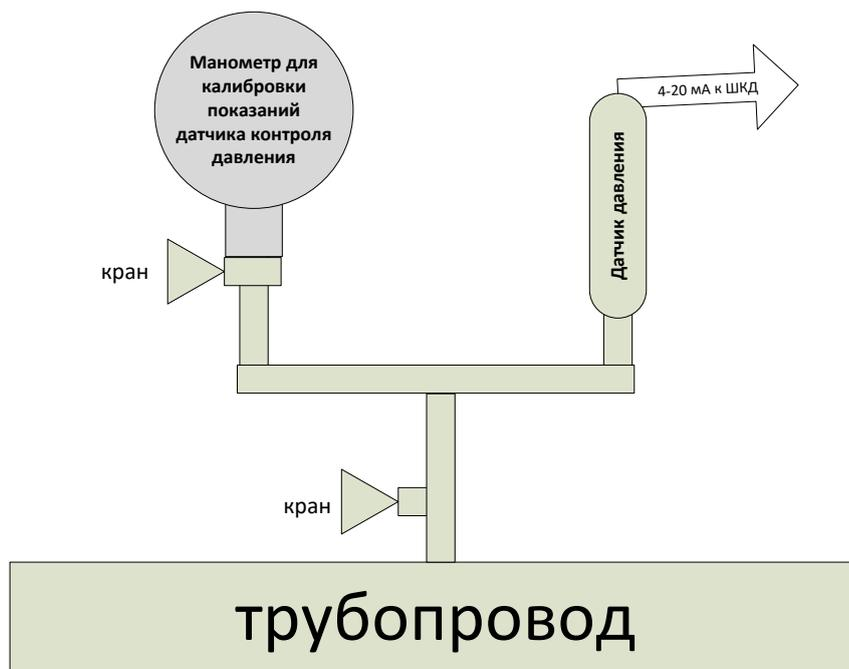 Манометр для
калибровки
показаний
датчика контроля
давления
4-20 мА к ШКД
Датчик давления
кран
кран
трубопровод